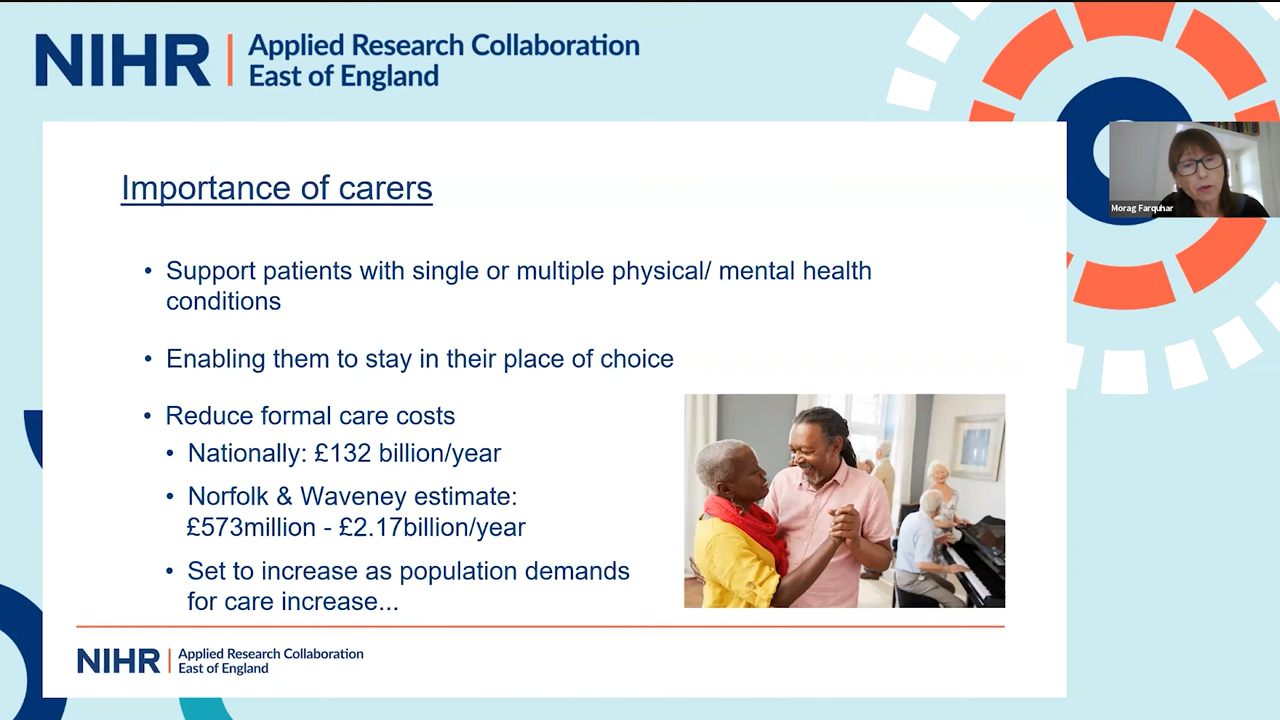 NIHR | Applied Research Collaboration
East of England
Morag Farquhar
Importance of carers
• Support patients with single or multiple physical/ mental health
conditions
• Enabling them to stay in their place of choice
• Reduce formal care costs
• Nationally: £132 billion/year
• Norfolk & Waveney estimate:
£573million - £2.17billion/year
• Set to increase as population demands
for care increase...
NIHR | Applied Research Collaboration
East of England